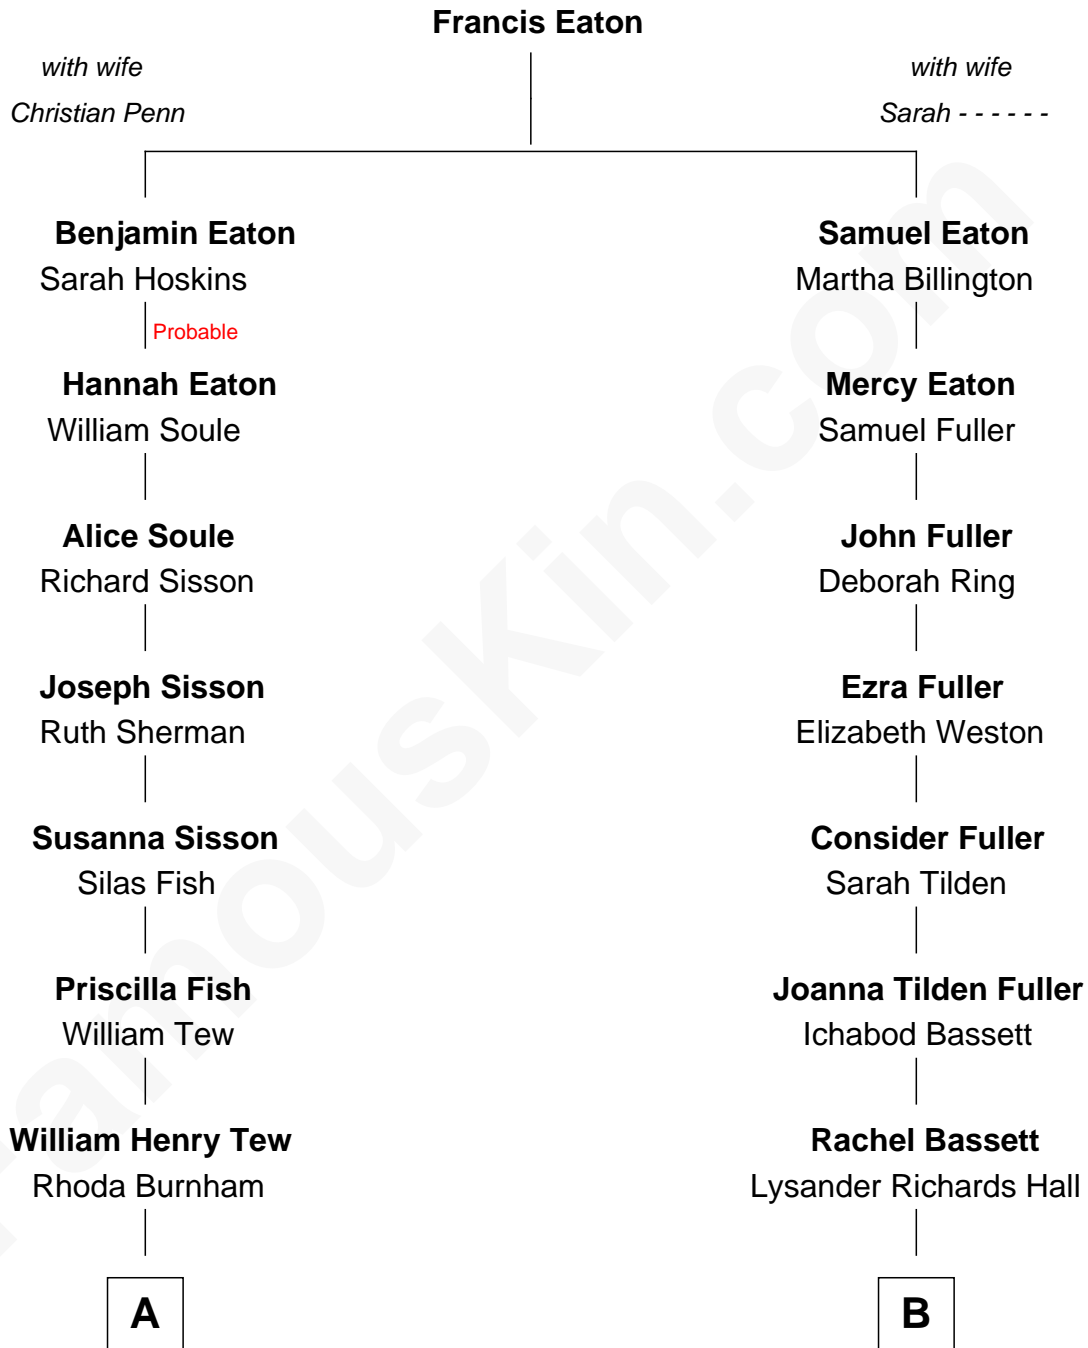 Francis Eaton
with wife
Christian Penn
with wife
Sarah - - - - - -
Benjamin Eaton
Sarah Hoskins
Probable
Hannah Eaton
William Soule
Alice Soule
Richard Sisson
Joseph Sisson
Ruth Sherman
Susanna Sisson
Silas Fish
Priscilla Fish
William Tew
William Henry Tew
Rhoda Burnham
A
Samuel Eaton
Martha Billington
Mercy Eaton
Samuel Fuller
John Fuller
Deborah Ring
Ezra Fuller
Elizabeth Weston
Consider Fuller
Sarah Tilden
Joanna Tilden Fuller
Ichabod Bassett
Rachel Bassett
Lysander Richards Hall
B
FamousKin.com